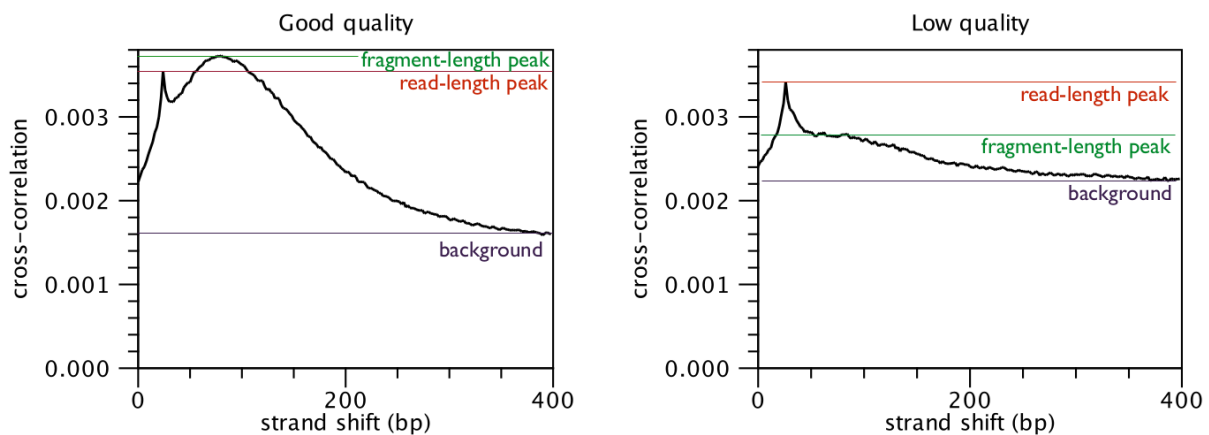 Good quality
fragment-length peak
read-length peak
background
cross-correlation
0.003
0.002
0.001
0.000
0
200
400
strand shift (bp)
Low quality
read-length peak
fragment-length peak
background
cross-correlation
0.003
0.002
0.001
0.000
0
200
400
strand shift (bp)